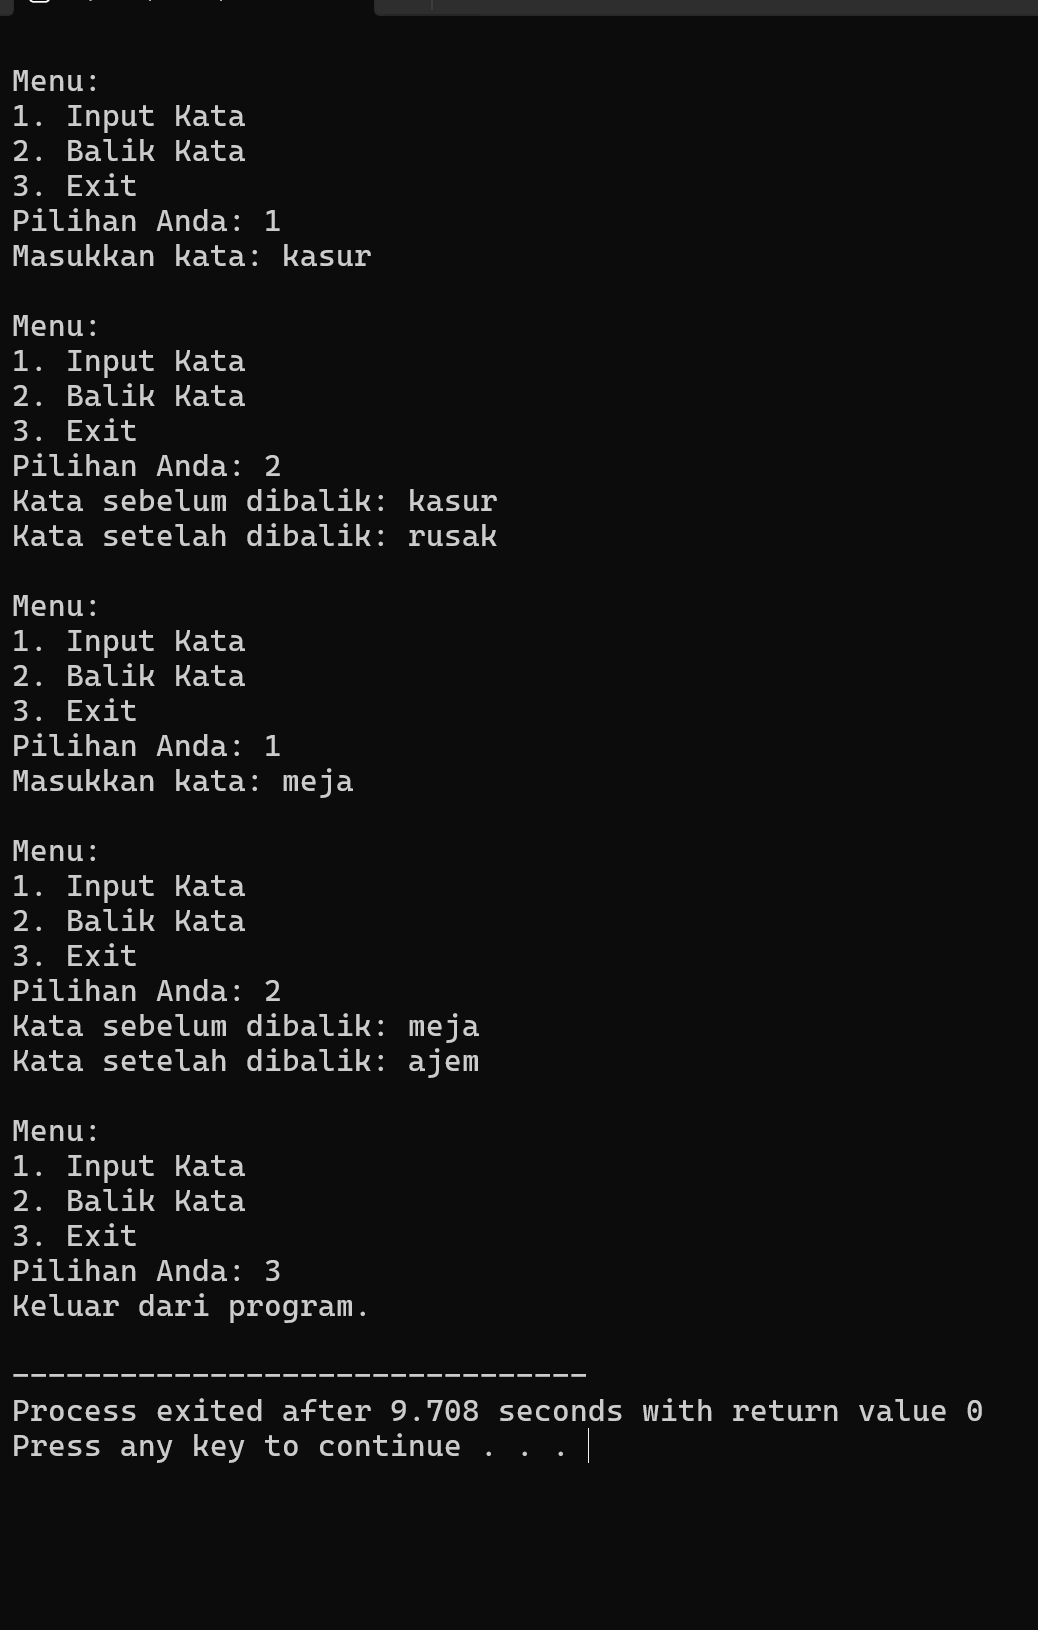 Menu:
1. Input Kata
2. Balik Kata
3. Exit
Pilihan Anda: 1
Masukkan kata: kasur
Menu:
1. Input Kata
2. Balik Kata
3. Exit
Pilihan Anda: 2
Kata sebelum dibalik: kasur
Kata setelah dibalik: rusak
Menu:
1. Input Kata
2. Balik Kata
3. Exit
Pilihan Anda: 1
Masukkan kata: meja
Menu:
1. Input Kata
2. Balik Kata
3. Exit
Pilihan Anda: 2
Kata sebelum dibalik: meja
Kata setelah dibalik: ajem
Menu:
1. Input Kata
2. Balik Kata
3. Exit
Pilihan Anda: 3
Keluar dari program.
--------------------------------
Process exited after 9.708 seconds with return value 0
Press any key to continue . . .